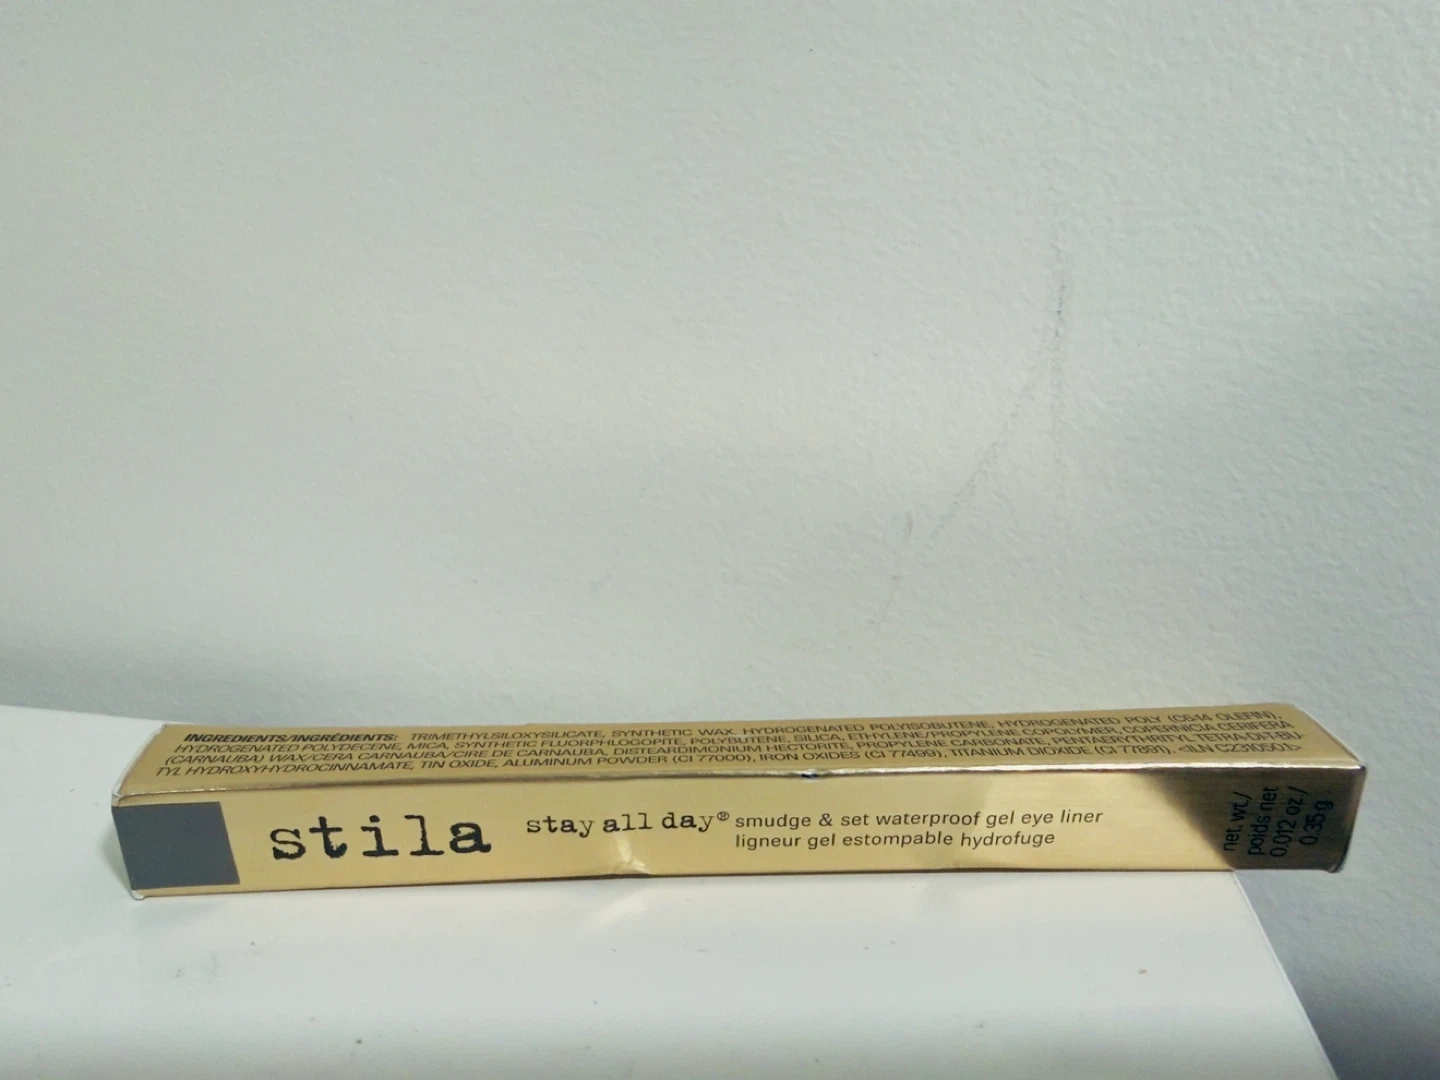 INGREDIENTS/INGRÉDIENTS: TRIMETHYLSILOXYSILICATE, SYNTHETIC WAX, HYDROGENATED POLYISOBUTENE, HYDROGENATED POLY (C6-14 OLEFIN),
HYDROGENATED POLYDECENE, MICA, SYNTHETIC FLUORPHLOGOPITE, POLYBUTENE, SILICA, ETHYLENE/PROPYLENE COPOLYMER, COPERNICIA CERIFERA
(CARNAUBA) WAX/CERA CARNAUBA/CIRE DE CARNAUBA, DISTEARDIMONIUM HECTORITE, PROPYLENE CARBONATE, PENTAERYTHRITYL TETRA-DI-T-BU-
TYL HYDROXYHYDROCINNAMATE, TIN OXIDE, ALUMINUM POWDER (CI 77000), IRON OXIDES (CI 77499), TITANIUM DIOXIDE (CI 77891). <ILN C2310501>
stila
stay all day® smudge & set waterproof gel eye liner
ligneur gel estompable hydrofuge
net wt/
poids net
0.012 oz /
0.35 g